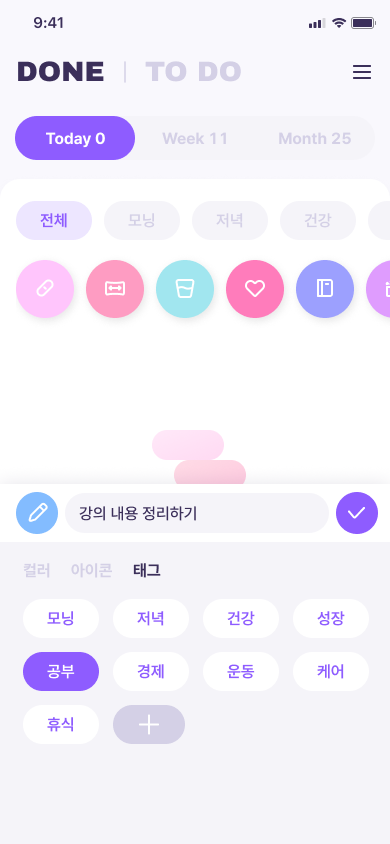 9:41
DONE | TO DO
Today 0 Week 11 Month 25
전체 모닝 저녁 건강
강의 내용 정리하기
컬러 아이콘 태그
모닝 저녁 건강 성장
공부 경제 운동 케어
휴식